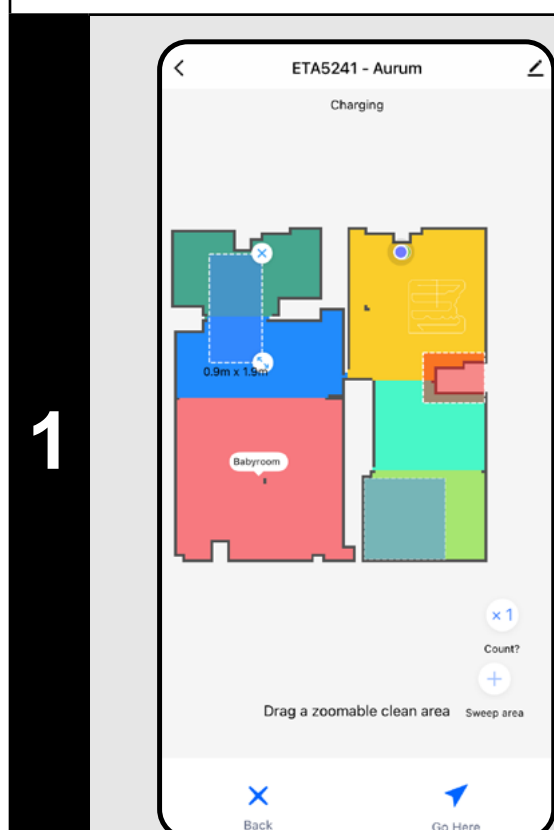 1
ETA5241 - Aurum
Charging
0.9m x 1.9m
Babyroom
× 1
Count?
Drag a zoomable clean area
Sweep area
Back
Go Here